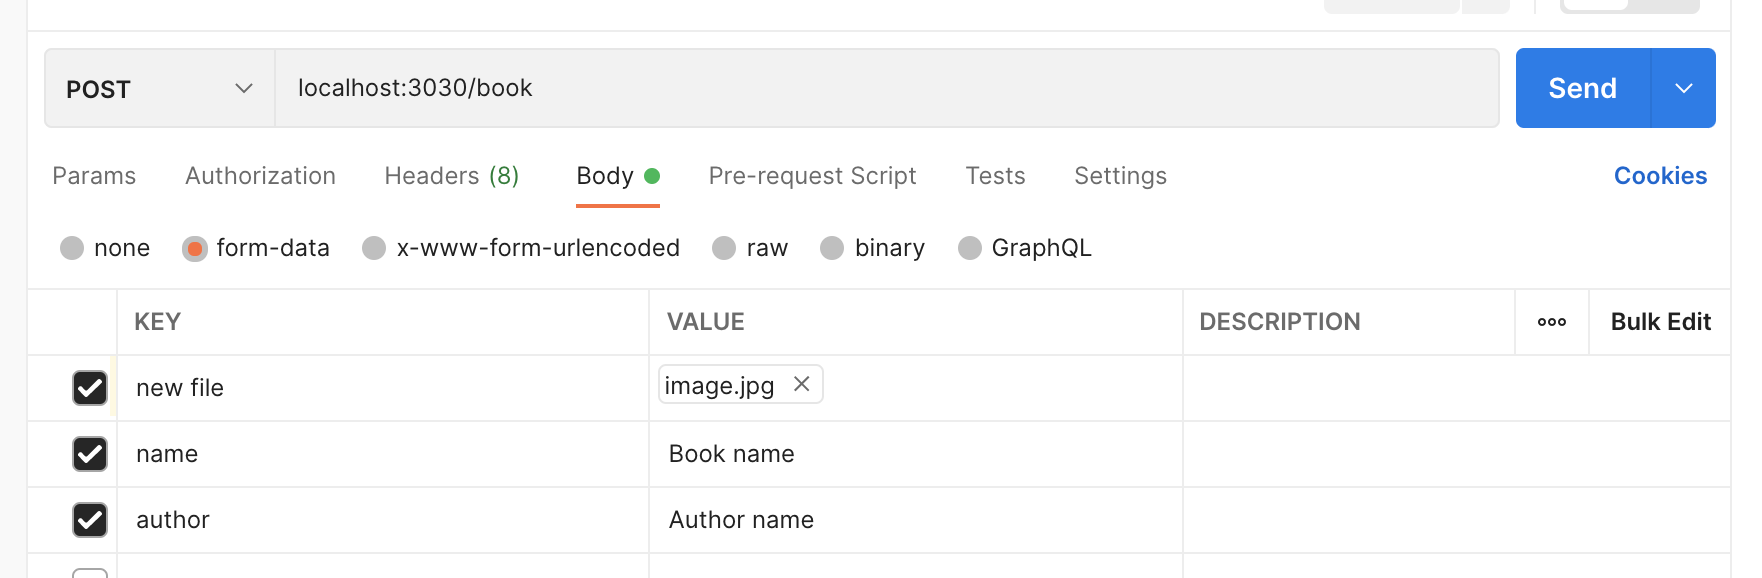 POST localhost:3030/book Send
Params Authorization Headers (8) Body Pre-request Script Tests Settings Cookies
none form-data x-www-form-urlencoded raw binary GraphQL
KEY VALUE DESCRIPTION Bulk Edit
new file image.jpg
name Book name
author Author name